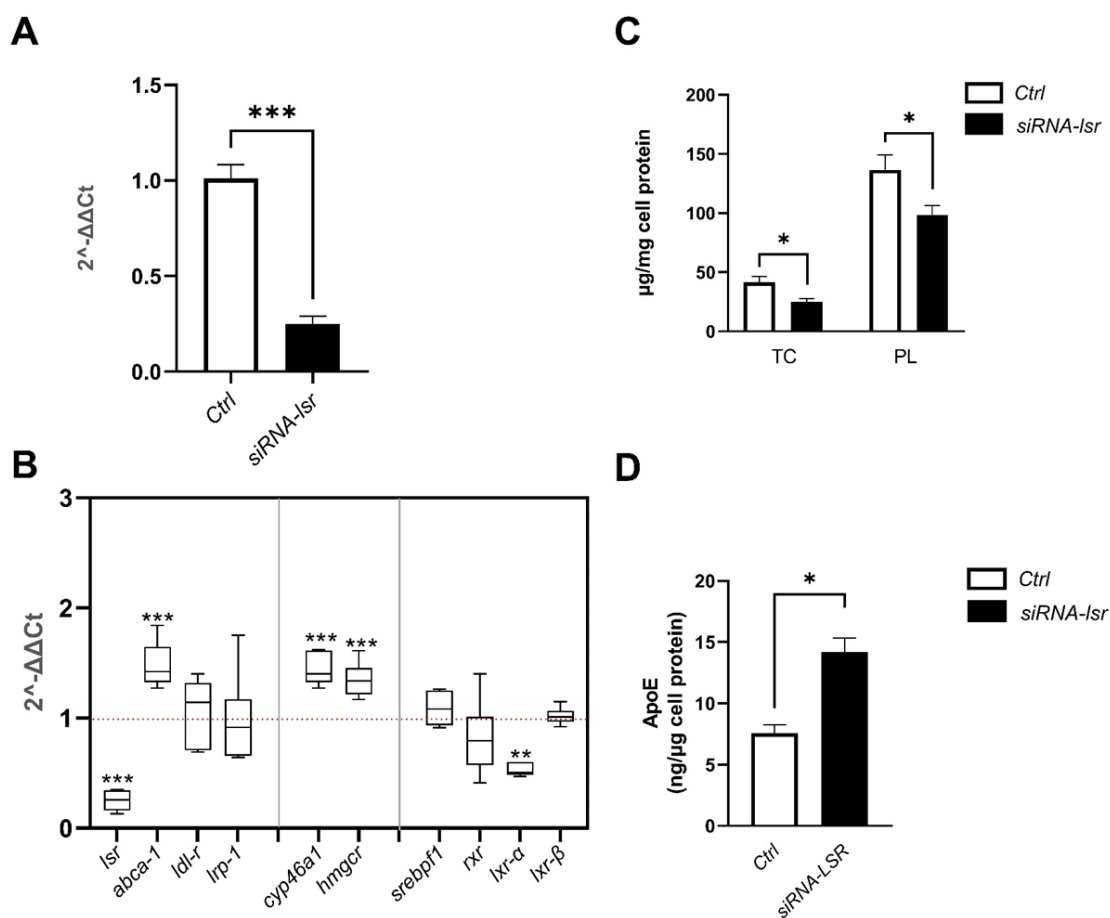 A
1.5
1.0
0.5
0.0
2^-ΔΔCt
***
Ctrl
siRNA-lsr
C
200
150
100
50
0
µg/mg cell protein
*
*
TC
PL
Ctrl
siRNA-lsr
B
3
2
1
0
2^-ΔΔCt
***
***
***
***
**
lsr
abca-1
ldl-r
lrp-1
cyp46a1
hmgcr
srebpf1
rxr
lxr-α
lxr-β
D
20
15
10
5
0
ApoE
(ng/µg cell protein)
*
Ctrl
siRNA-LSR
Ctrl
siRNA-lsr